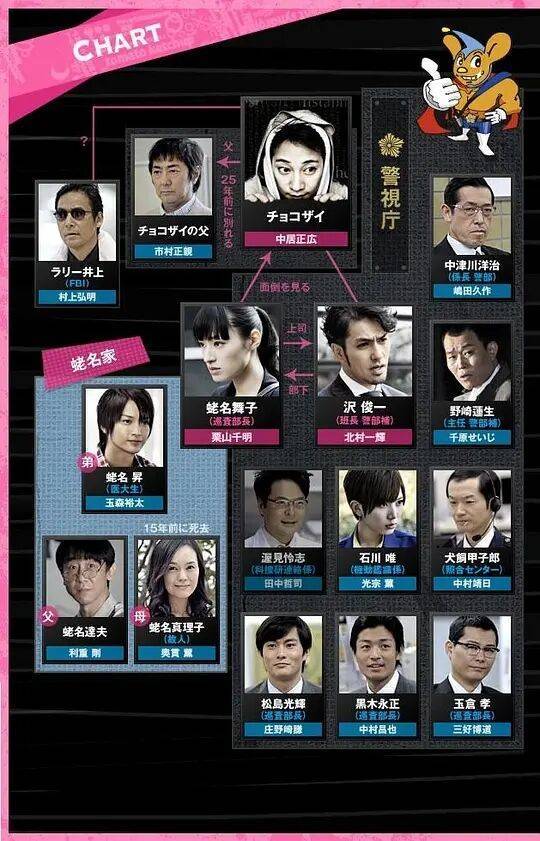 CHART
?
父
25年前に別れる
チョコザイ
中居正広
チョコザイの父
市村正親
ラリー井上
(FBI)
村上弘明
警視庁
中津川洋治
(係長 警部)
嶋田久作
面倒を見る
上司
部下
蛯名舞子
(巡査部長)
栗山千明
沢 俊一
(班長 警部補)
北村一輝
野崎蓮生
(主任 警部補)
千原せいじ
蛯名家
弟
蛯名 昇
(医大生)
玉森裕太
15年前に死去
父
蛯名達夫
利重 剛
母
蛯名真理子
(故人)
奥貫 薫
渥見怜志
(科捜研連絡係)
田中哲司
石川 唯
(機動鑑識係)
光宗 薫
犬飼甲子郎
(照合センター)
中村靖日
松島光輝
(巡査部長)
庄野﨑謙
黒木永正
(巡査部長)
中村昌也
玉倉 孝
(巡査部長)
三好博道